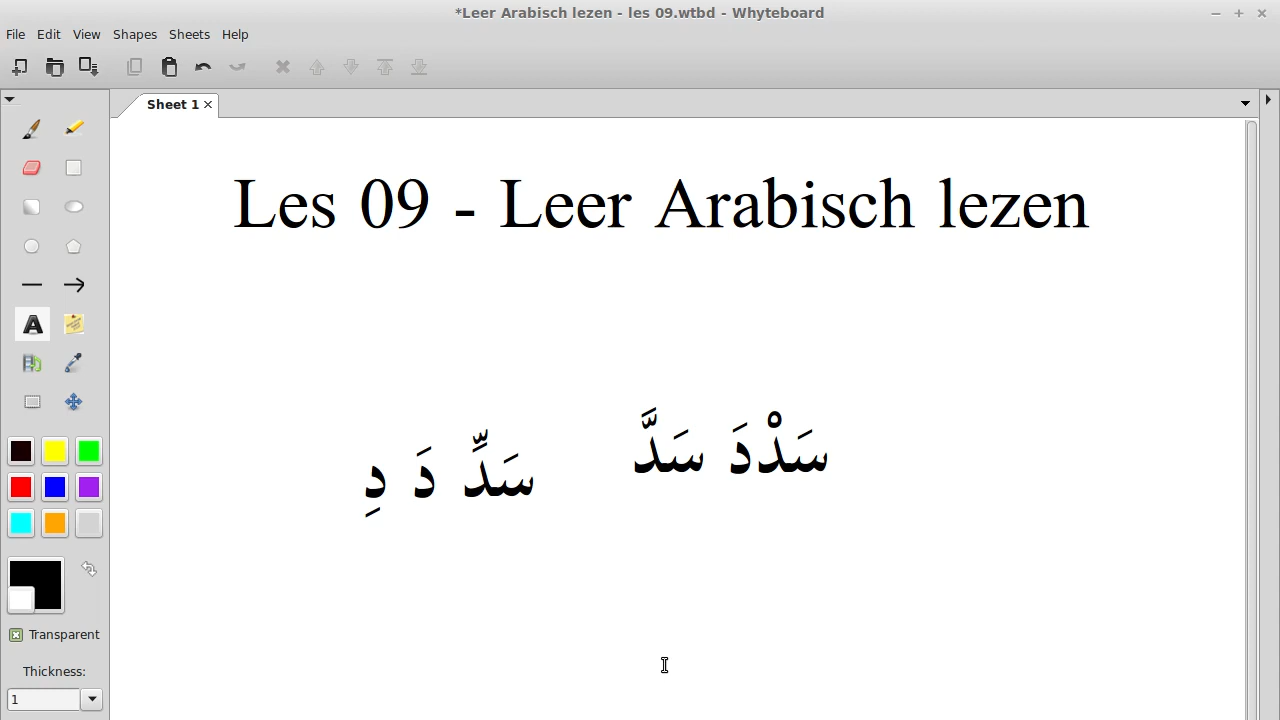 *Leer Arabisch lezen - les 09.wtbd - Whyteboard
File Edit View Shapes Sheets Help
Sheet 1
Les 09 - Leer Arabisch lezen
سَدْدَ سَدَّ
سَدِّ دَ دِ
A
Transparent
Thickness:
1